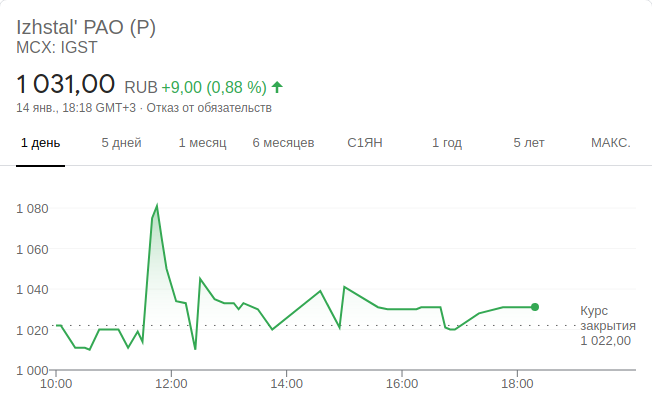 Izhstal' PAO (P)
MCX: IGST
1 031,00 RUB +9,00 (0,88 %)
14 янв., 18:18 GMT+3 · Отказ от обязательств
1 день 5 дней 1 месяц 6 месяцев С1ЯН 1 год 5 лет МАКС.
1 080
1 060
1 040
1 020
1 000
Курс
закрытия
1 022,00
10:00 12:00 14:00 16:00 18:00